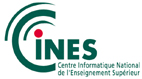 CINES
Centre Informatique National
de l'Enseignement Supérieur